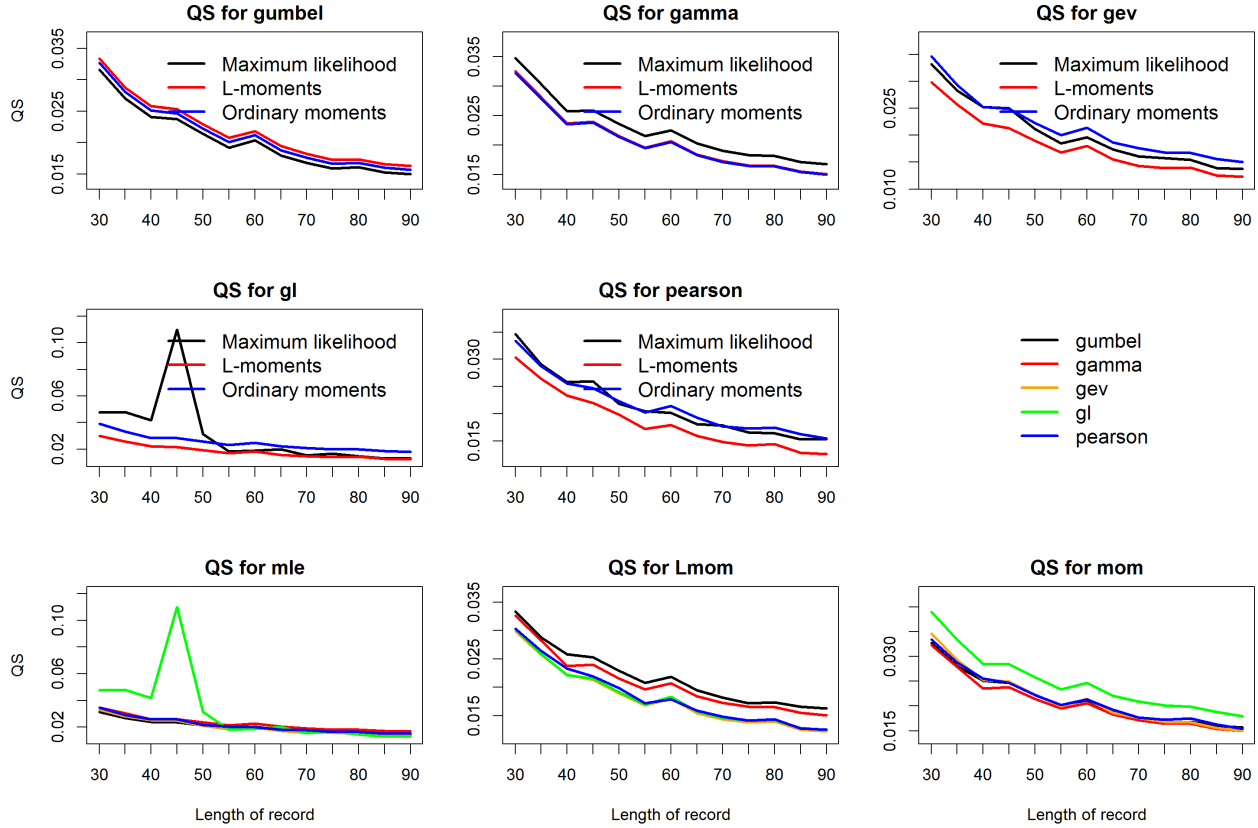 QS for gumbel
QS
0.015 0.025 0.035
Maximum likelihood
L-moments
Ordinary moments
30 40 50 60 70 80 90
QS for gamma
0.015 0.025 0.035
Maximum likelihood
L-moments
Ordinary moments
30 40 50 60 70 80 90
QS for gev
0.010 0.025
Maximum likelihood
L-moments
Ordinary moments
30 40 50 60 70 80 90
QS for gl
QS
0.02 0.06 0.10
Maximum likelihood
L-moments
Ordinary moments
30 40 50 60 70 80 90
QS for pearson
0.015 0.030
Maximum likelihood
L-moments
Ordinary moments
30 40 50 60 70 80 90
gumbel
gamma
gev
gl
pearson
QS for mle
QS
0.02 0.06 0.10
30 40 50 60 70 80 90
Length of record
QS for Lmom
0.015 0.025 0.035
30 40 50 60 70 80 90
Length of record
QS for mom
0.015 0.030
30 40 50 60 70 80 90
Length of record